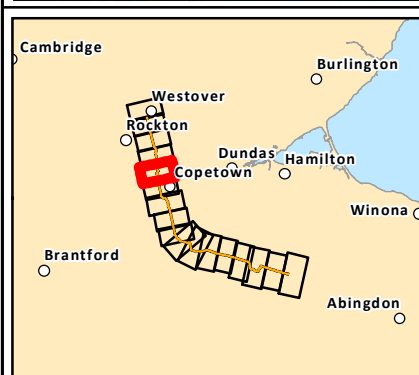 Cambridge
Burlington
Westover
Rockton
Dundas
Hamilton
Copetown
Winona
Brantford
Abingdon